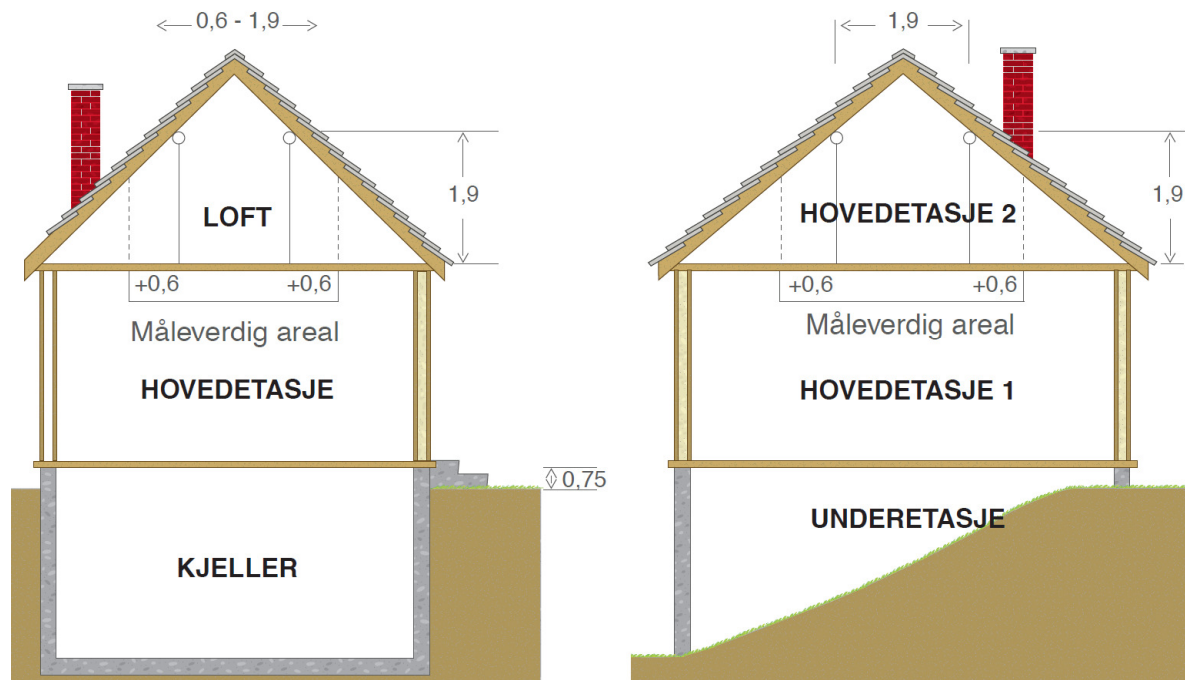 0,6 - 1,9
1,9
LOFT
+0,6 +0,6
Måleverdig areal
HOVEDETASJE
0,75
KJELLER
1,9
1,9
HOVEDETASJE 2
+0,6 +0,6
Måleverdig areal
HOVEDETASJE 1
UNDERETASJE